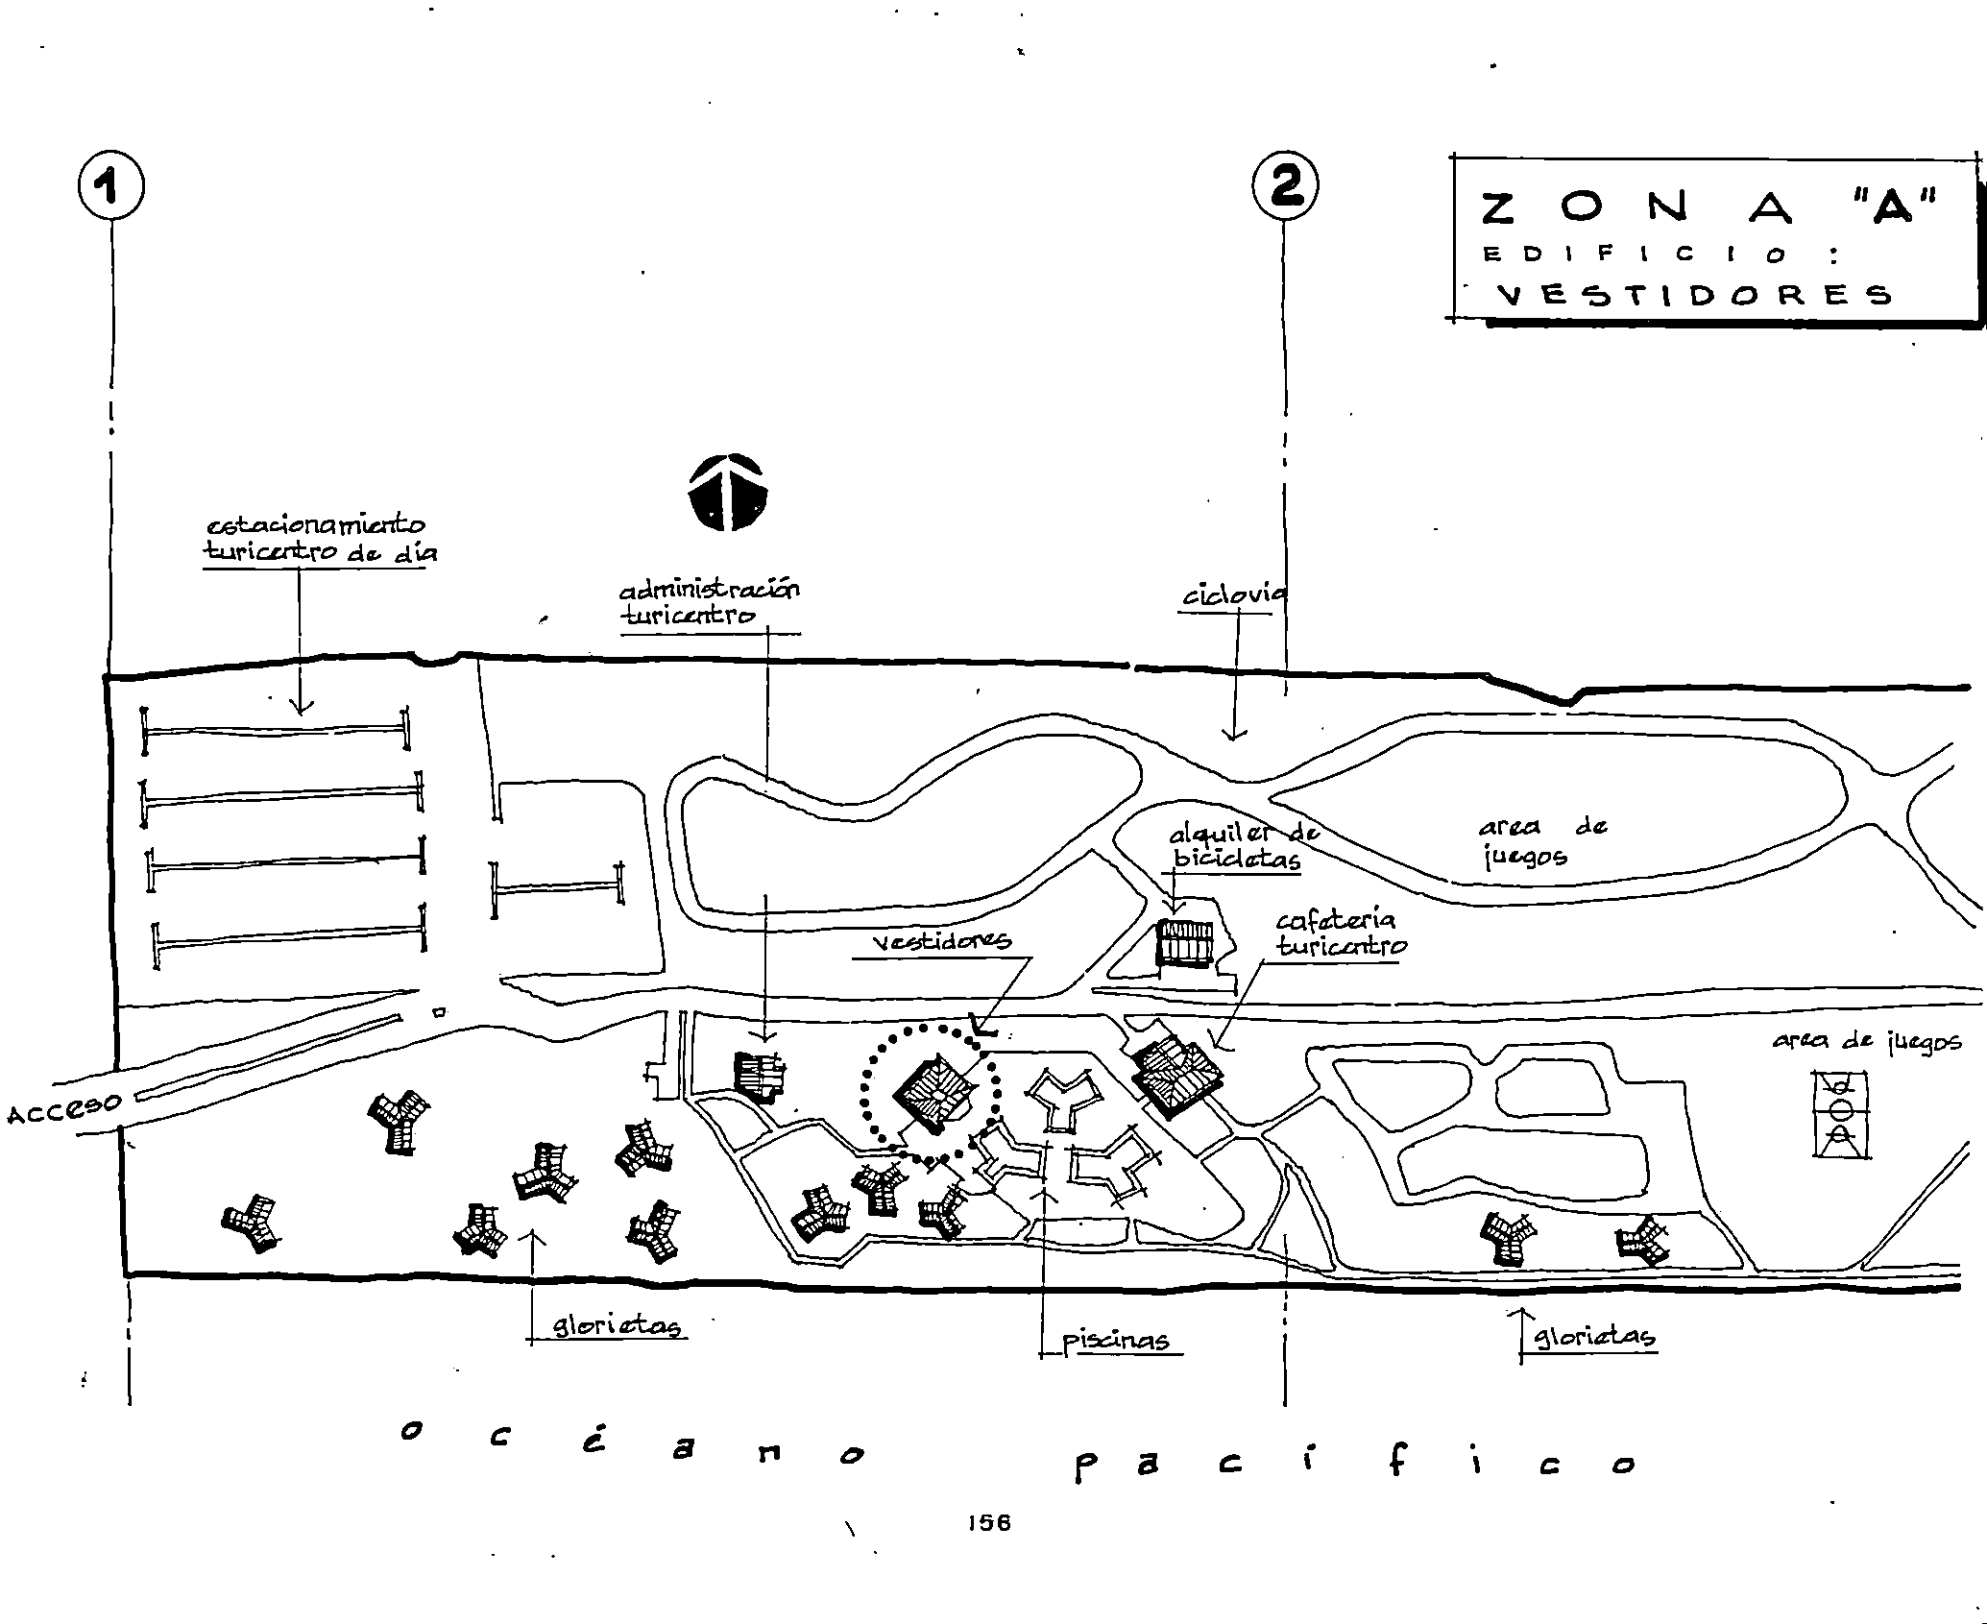 1
2
ZONA "A"
EDIFICIO:
VESTIDORES
estacionamiento
turicentro de día
administración
turicentro
ciclovia
alquiler de
bicicletas
area de
juegos
vestidores
cafetería
turicentro
area de juegos
Acceso
glorietas
piscinas
glorietas
océano pacífico
156